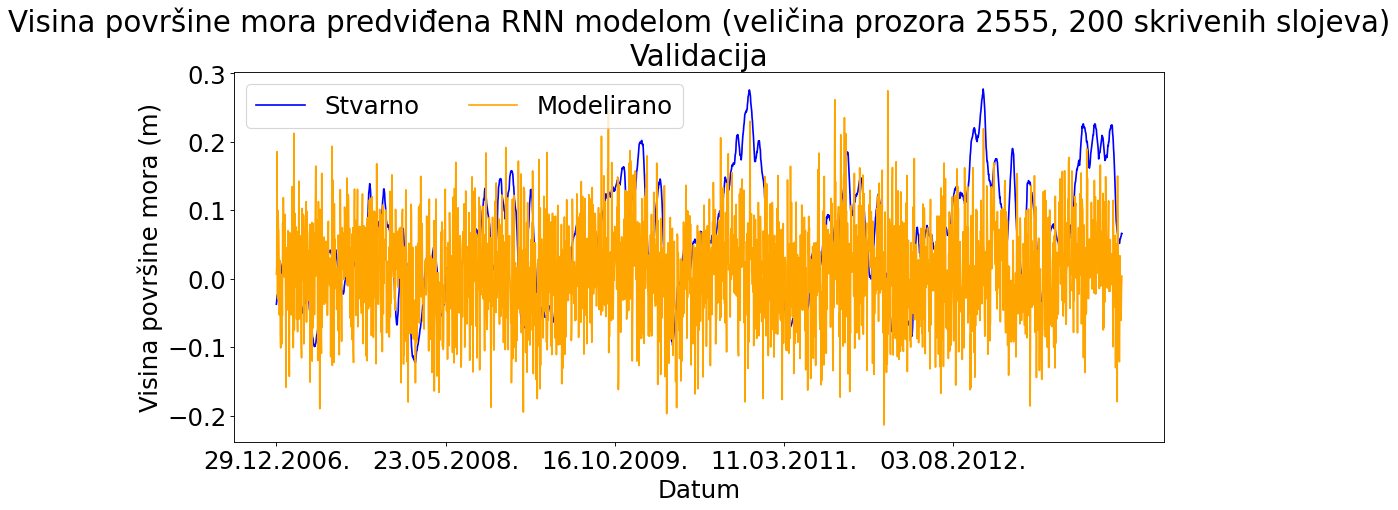 Visina površine mora predviđena RNN modelom (veličina prozora 2555, 200 skrivenih slojeva)
Validacija
Stvarno
Modelirano
Visina površine mora (m)
0.3
0.2
0.1
0.0
−0.1
−0.2
29.12.2006.
23.05.2008.
16.10.2009.
11.03.2011.
03.08.2012.
Datum